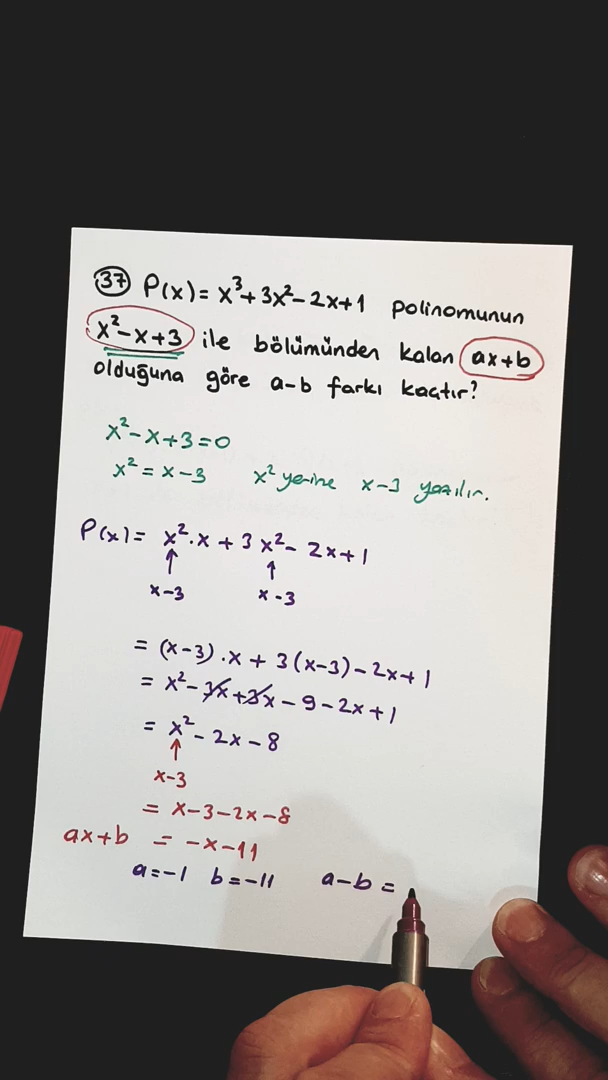 37 P(x) = x³+3x²-2x+1 polinomunun
x²-x+3 ile bölümünden kalan ax+b
olduğuna göre a-b farkı kaçtır?
x²-x+3=0
x² = x-3 x² yerine x-3 yazılır.
P(x) = x².x + 3x² - 2x+1
↑ ↑
x-3 x-3
= (x-3).x + 3(x-3)-2x+1
= x²-3x+3x-9-2x+1
= x²-2x-8
↑
x-3
= x-3-2x-8
ax+b = -x-11
a=-1 b=-11 a-b =